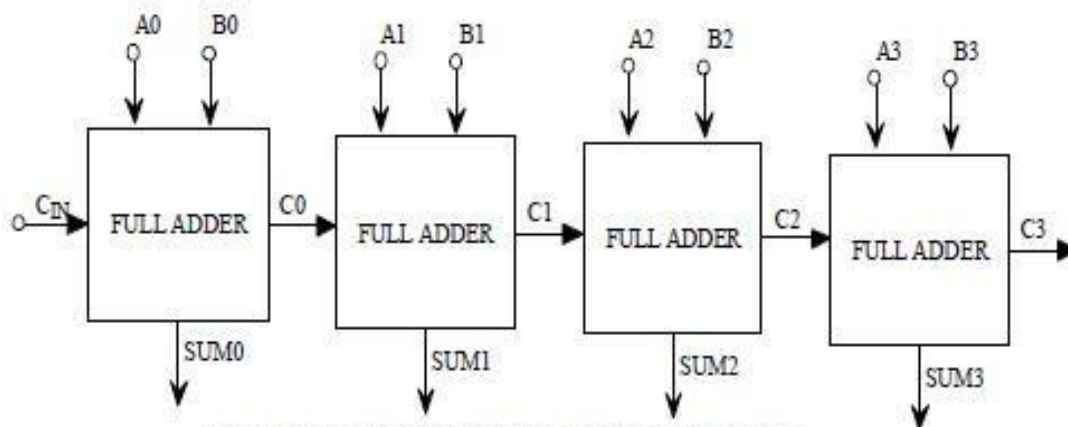 A0 B0 A1 B1 A2 B2 A3 B3
CIN FULL ADDER C0 FULL ADDER C1 FULL ADDER C2 FULL ADDER C3
SUM0 SUM1 SUM2 SUM3